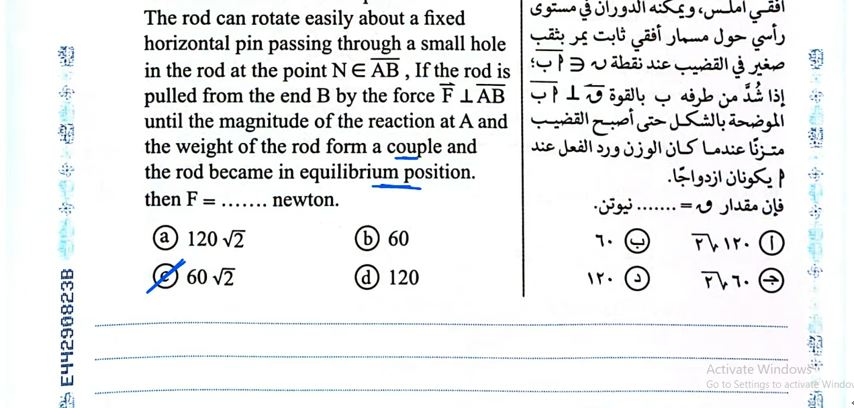 The rod can rotate easily about a fixed
horizontal pin passing through a small hole
in the rod at the point N ∈ AB , If the rod is
pulled from the end B by the force F ⊥ AB
until the magnitude of the reaction at A and
the weight of the rod form a couple and
the rod became in equilibrium position.
then F = ....... newton.
ⓐ 120 √2
ⓑ 60
ⓒ 60 √2
ⓓ 120
أفقي أملس، ويمكنه الدوران في مستوى
رأسي حول مسمار أفقي ثابت يمر بثقب
صغير في القضيب عند نقطة ن ∈ أ ب؛
إذا شُدَّ من طرفه ب بالقوة ق ⊥ أ ب
الموضحة بالشكل حتى أصبح القضيب
متزنًا عندما كان الوزن ورد الفعل عند
أ يكونان ازدواجًا.
فإن مقدار ق = ....... نيوتن.
أ ١٢٠ √٢
ب ٦٠
جـ ٦٠ √٢
د ١٢٠
E44290823B
Activate Windows
Go to Settings to activate Windo